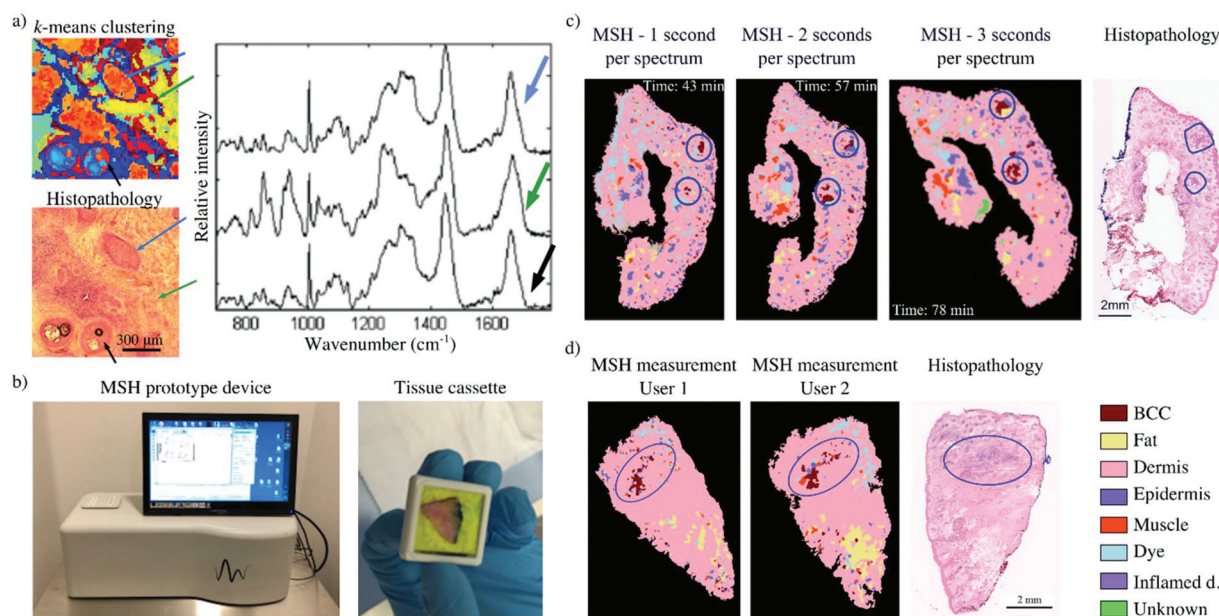 a)
k-means clustering
Histopathology
300 µm
Relative intensity
800
1000
1200
1400
1600
Wavenumber (cm⁻¹)
b)
MSH prototype device
Tissue cassette
c)
MSH - 1 second
per spectrum
Time: 43 min
MSH - 2 seconds
per spectrum
Time: 57 min
MSH - 3 seconds
per spectrum
Time: 78 min
Histopathology
2mm
d)
MSH measurement
User 1
MSH measurement
User 2
Histopathology
2 mm
BCC
Fat
Dermis
Epidermis
Muscle
Dye
Inflamed d.
Unknown